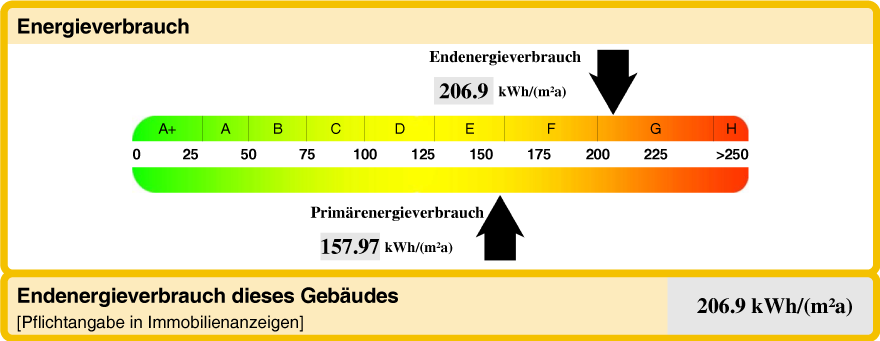 Energieverbrauch
Endenergieverbrauch
206.9 kWh/(m²a)
A+ A B C D E F G H
0 25 50 75 100 125 150 175 200 225 >250
Primärenergieverbrauch
157.97 kWh/(m²a)
Endenergieverbrauch dieses Gebäudes
[Pflichtangabe in Immobilienanzeigen]
206.9 kWh/(m²a)